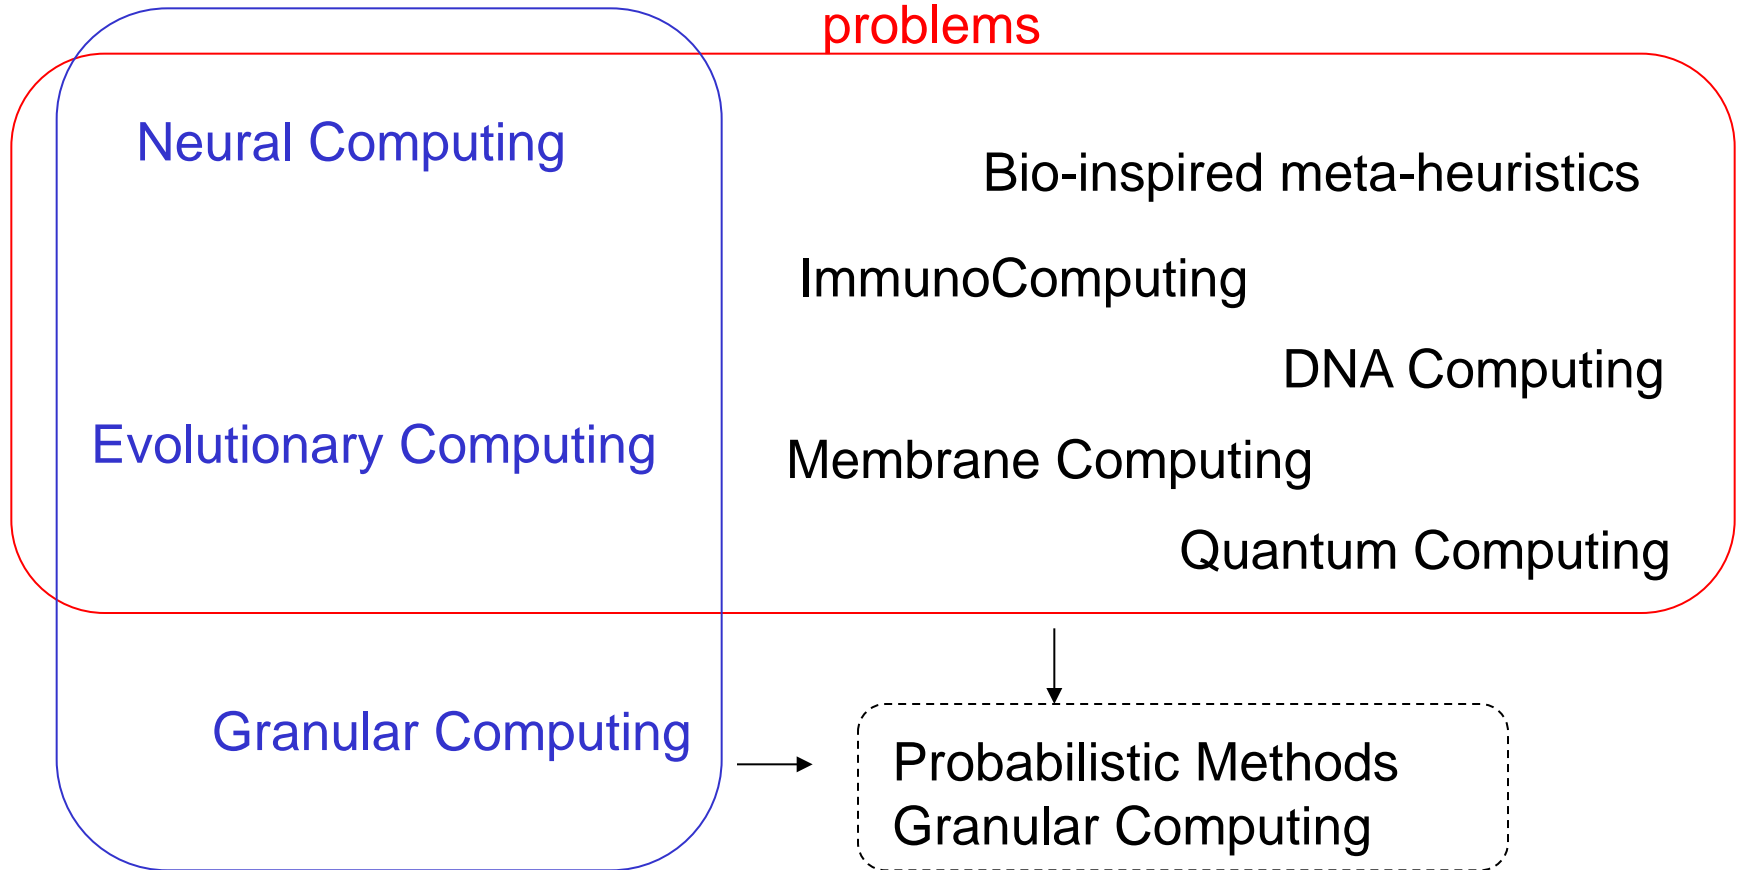 problems
Neural Computing
Bio-inspired meta-heuristics
ImmunoComputing
DNA Computing
Evolutionary Computing
Membrane Computing
Quantum Computing
Granular Computing
Probabilistic Methods
Granular Computing